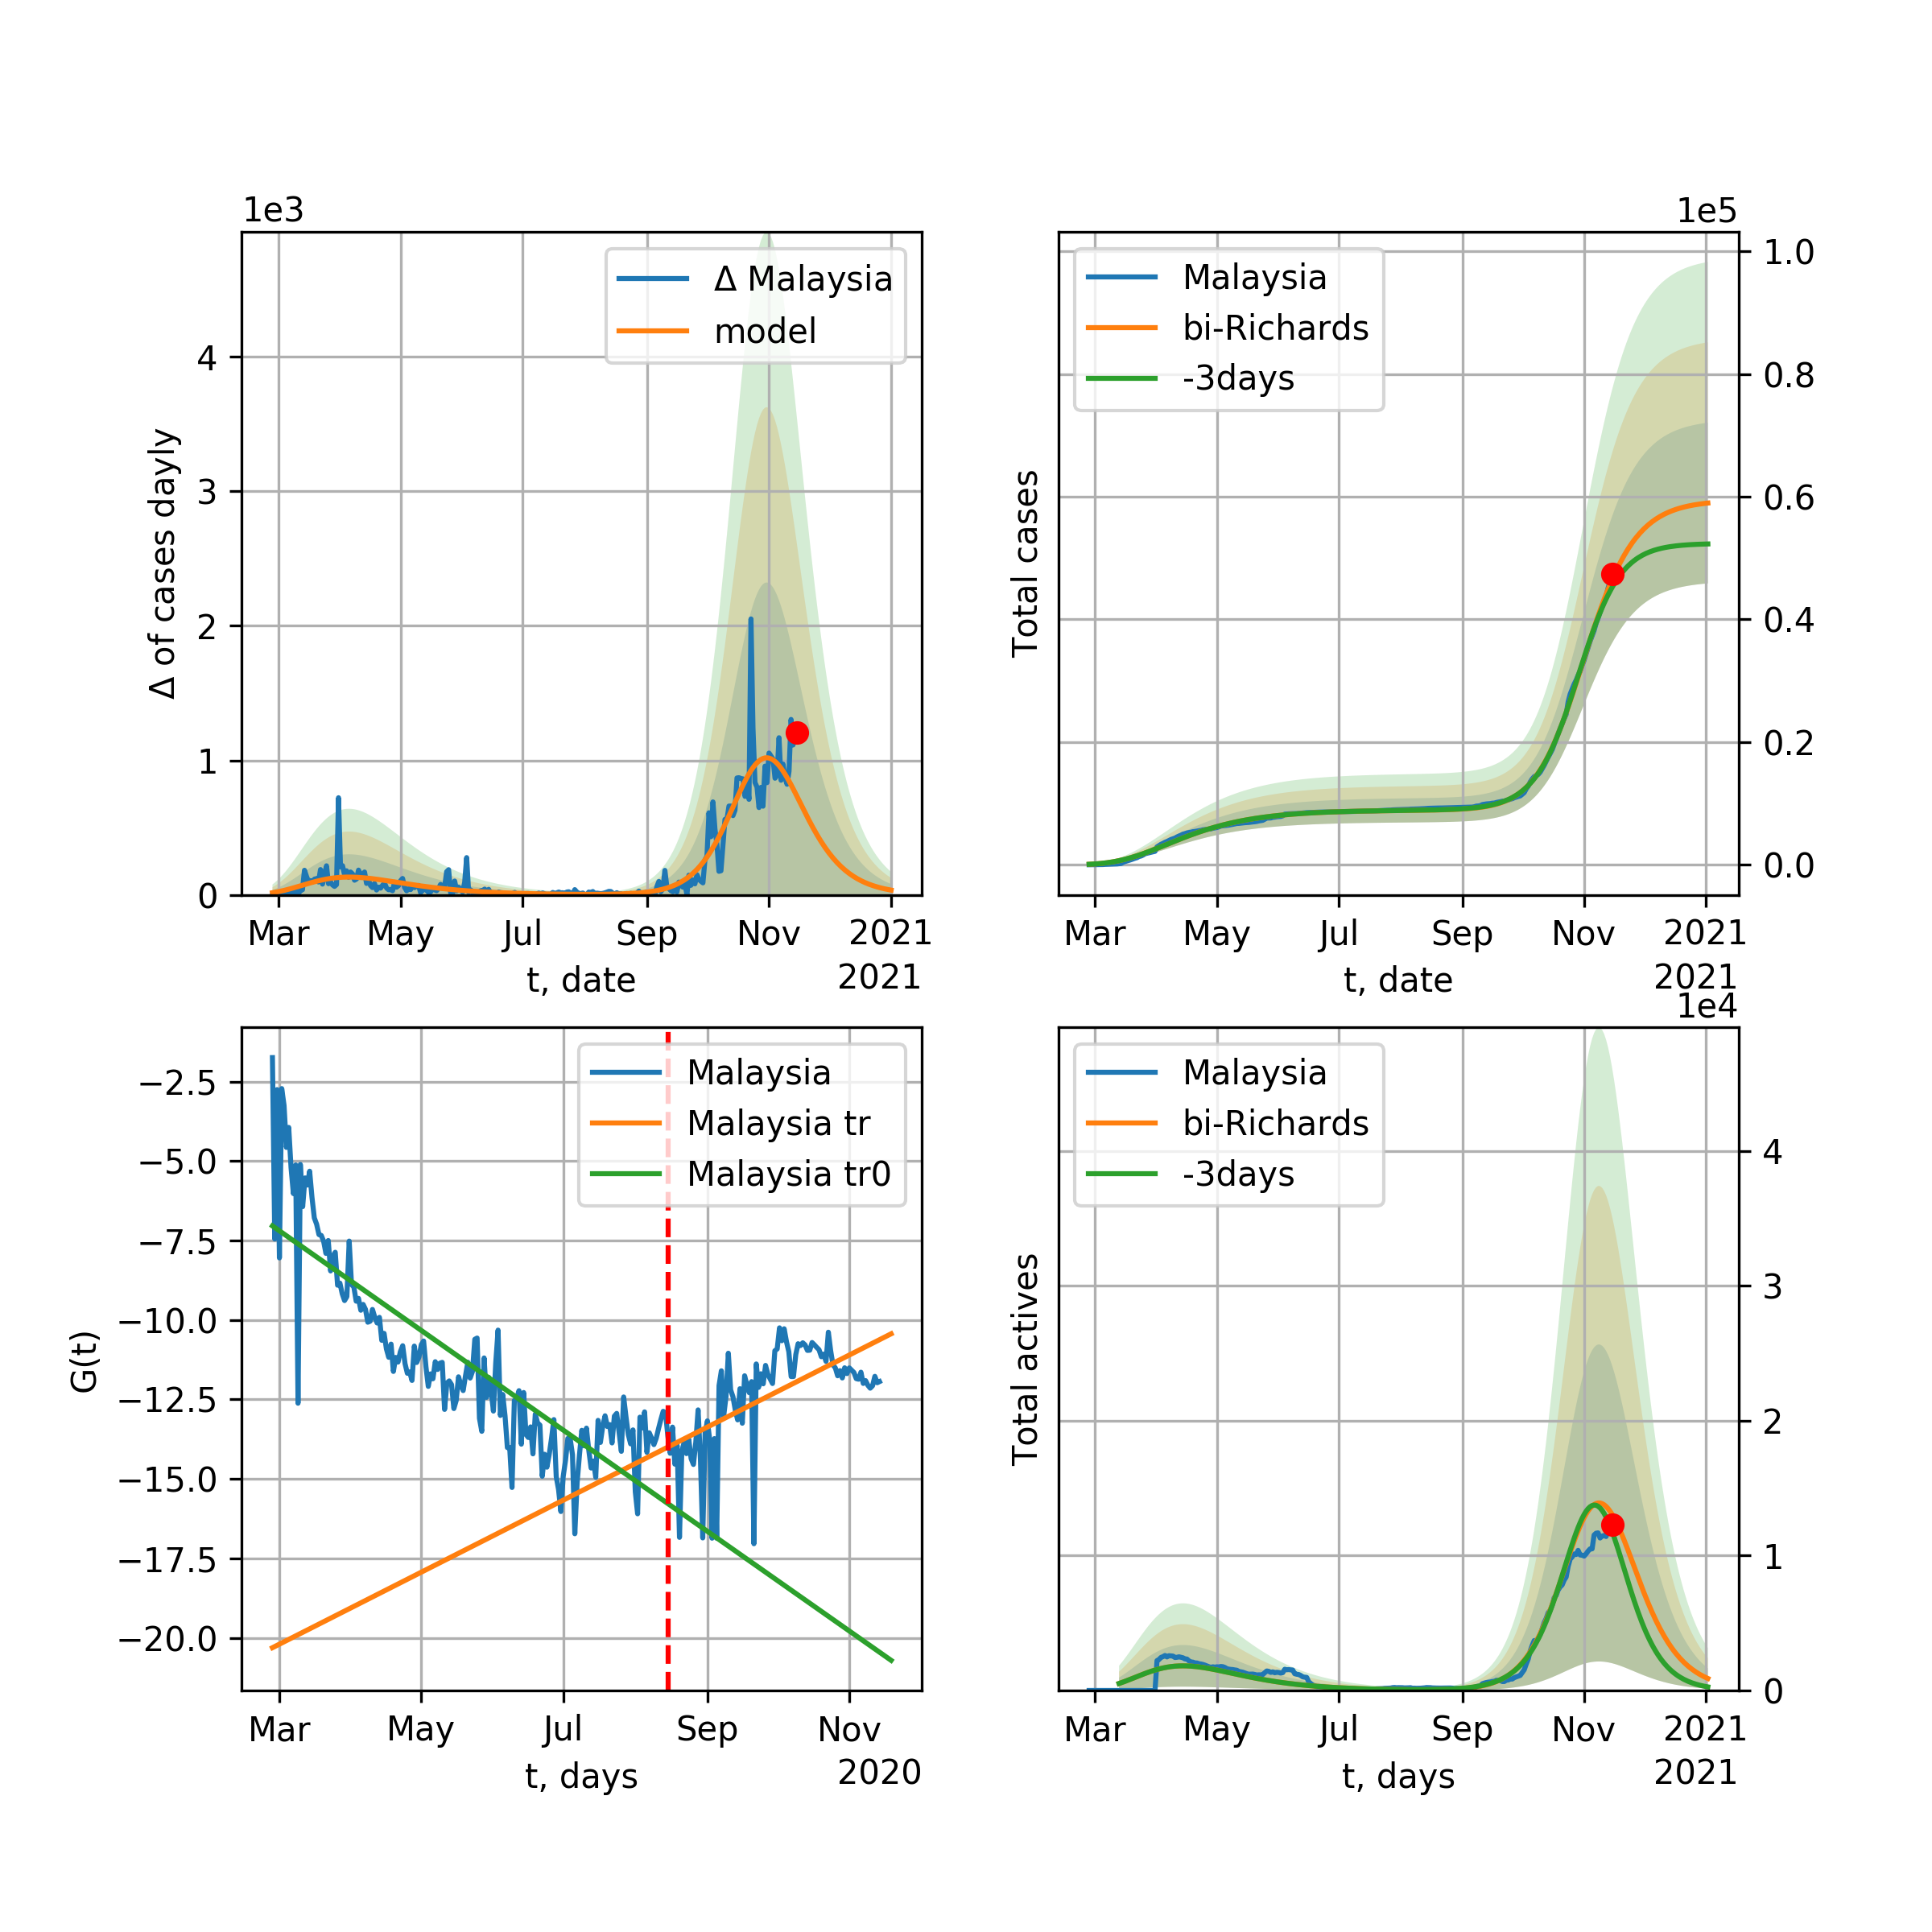 1e3
Δ Malaysia
model
Δ of cases dayly
4
3
2
1
0
Mar May Jul Sep Nov 2021
t, date
2021
1e5
Malaysia
bi-Richards
-3days
Total cases
1.0
0.8
0.6
0.4
0.2
0.0
Mar May Jul Sep Nov 2021
t, date
2021
Malaysia
Malaysia tr
Malaysia tr0
G(t)
−2.5
−5.0
−7.5
−10.0
−12.5
−15.0
−17.5
−20.0
Mar May Jul Sep Nov
t, days
2020
1e4
Malaysia
bi-Richards
-3days
Total actives
4
3
2
1
0
Mar May Jul Sep Nov 2021
t, days
2021